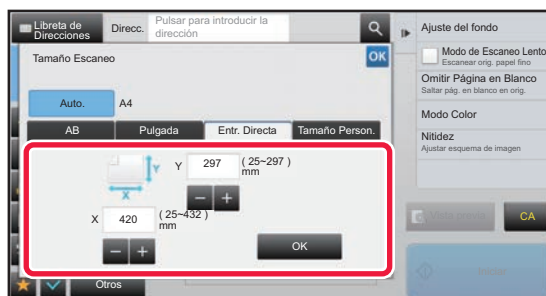 Libreta de
Direcciones
Direcc.
Pulsar para introducir la
dirección
Tamaño Escaneo
OK
Auto.
A4
AB
Pulgada
Entr. Directa
Tamaño Person.
Y
Y
297
(25~297)
mm
X
X
420
(25~432)
mm
OK
Otros
Ajuste del fondo
Modo de Escaneo Lento
Escanear orig. papel fino
Omitir Página en Blanco
Saltar pág. en blanco en orig.
Modo Color
Nitidez
Ajustar esquema de imagen
CA